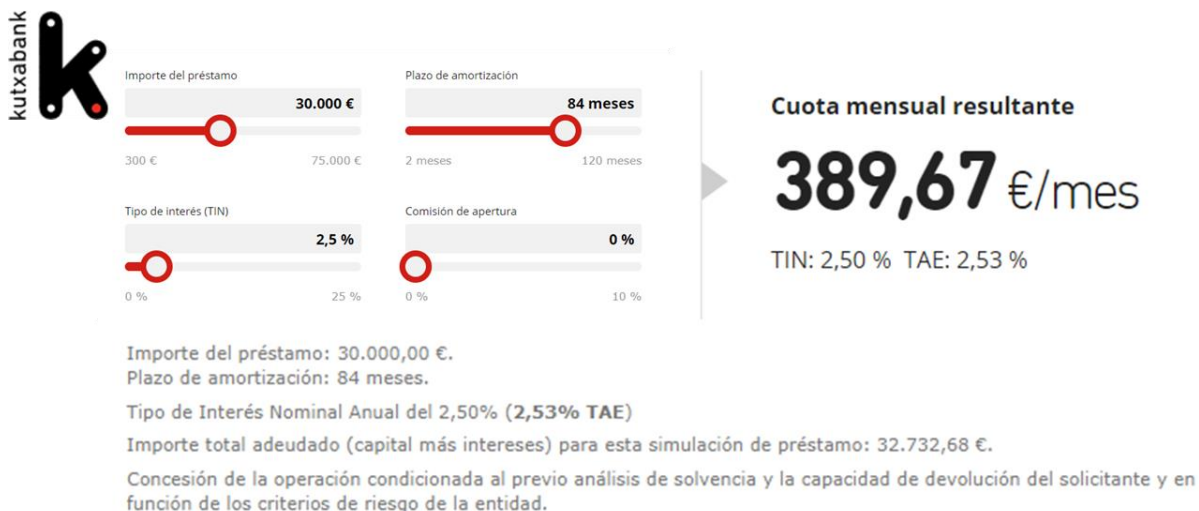 kutxabank
Importe del préstamo
30.000 €
300 €
75.000 €
Plazo de amortización
84 meses
2 meses
120 meses
Tipo de interés (TIN)
2,5 %
0 %
25 %
Comisión de apertura
0 %
0 %
10 %
Cuota mensual resultante
389,67 €/mes
TIN: 2,50 % TAE: 2,53 %
Importe del préstamo: 30.000,00 €.
Plazo de amortización: 84 meses.
Tipo de Interés Nominal Anual del 2,50% (2,53% TAE)
Importe total adeudado (capital más intereses) para esta simulación de préstamo: 32.732,68 €.
Concesión de la operación condicionada al previo análisis de solvencia y la capacidad de devolución del solicitante y en
función de los criterios de riesgo de la entidad.